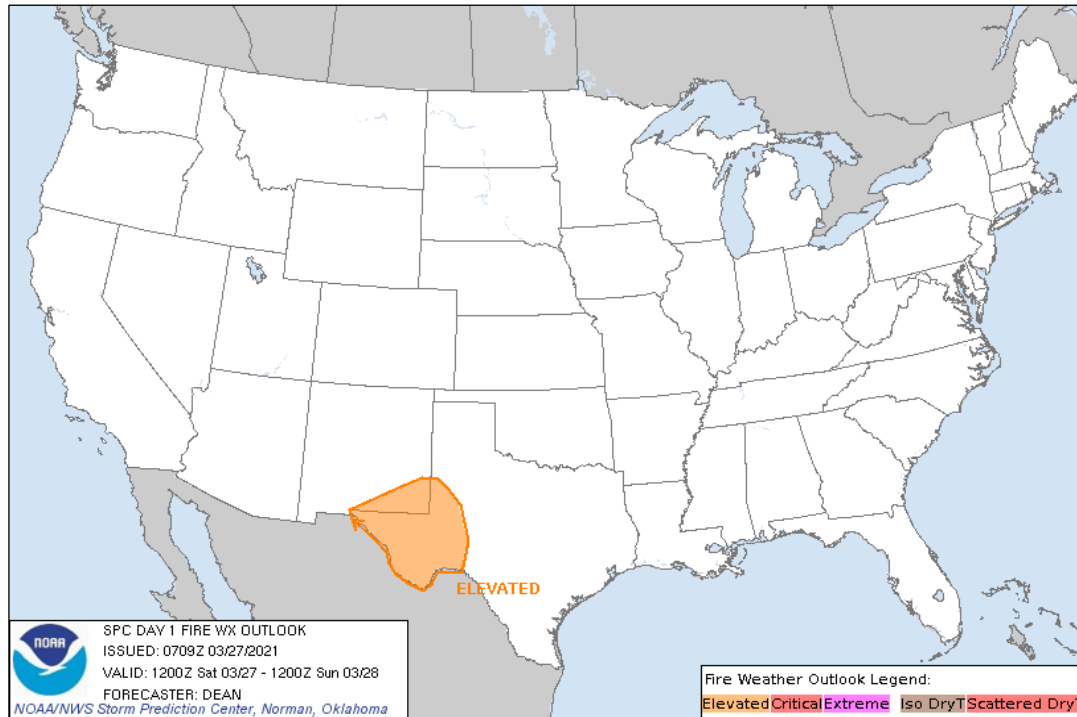 ELEVATED
NOAA
SPC DAY 1 FIRE WX OUTLOOK
ISSUED: 0709Z 03/27/2021
VALID: 1200Z Sat 03/27 - 1200Z Sun 03/28
FORECASTER: DEAN
NOAA/NWS Storm Prediction Center, Norman, Oklahoma
Fire Weather Outlook Legend:
Elevated Critical Extreme Iso DryT Scattered DryT